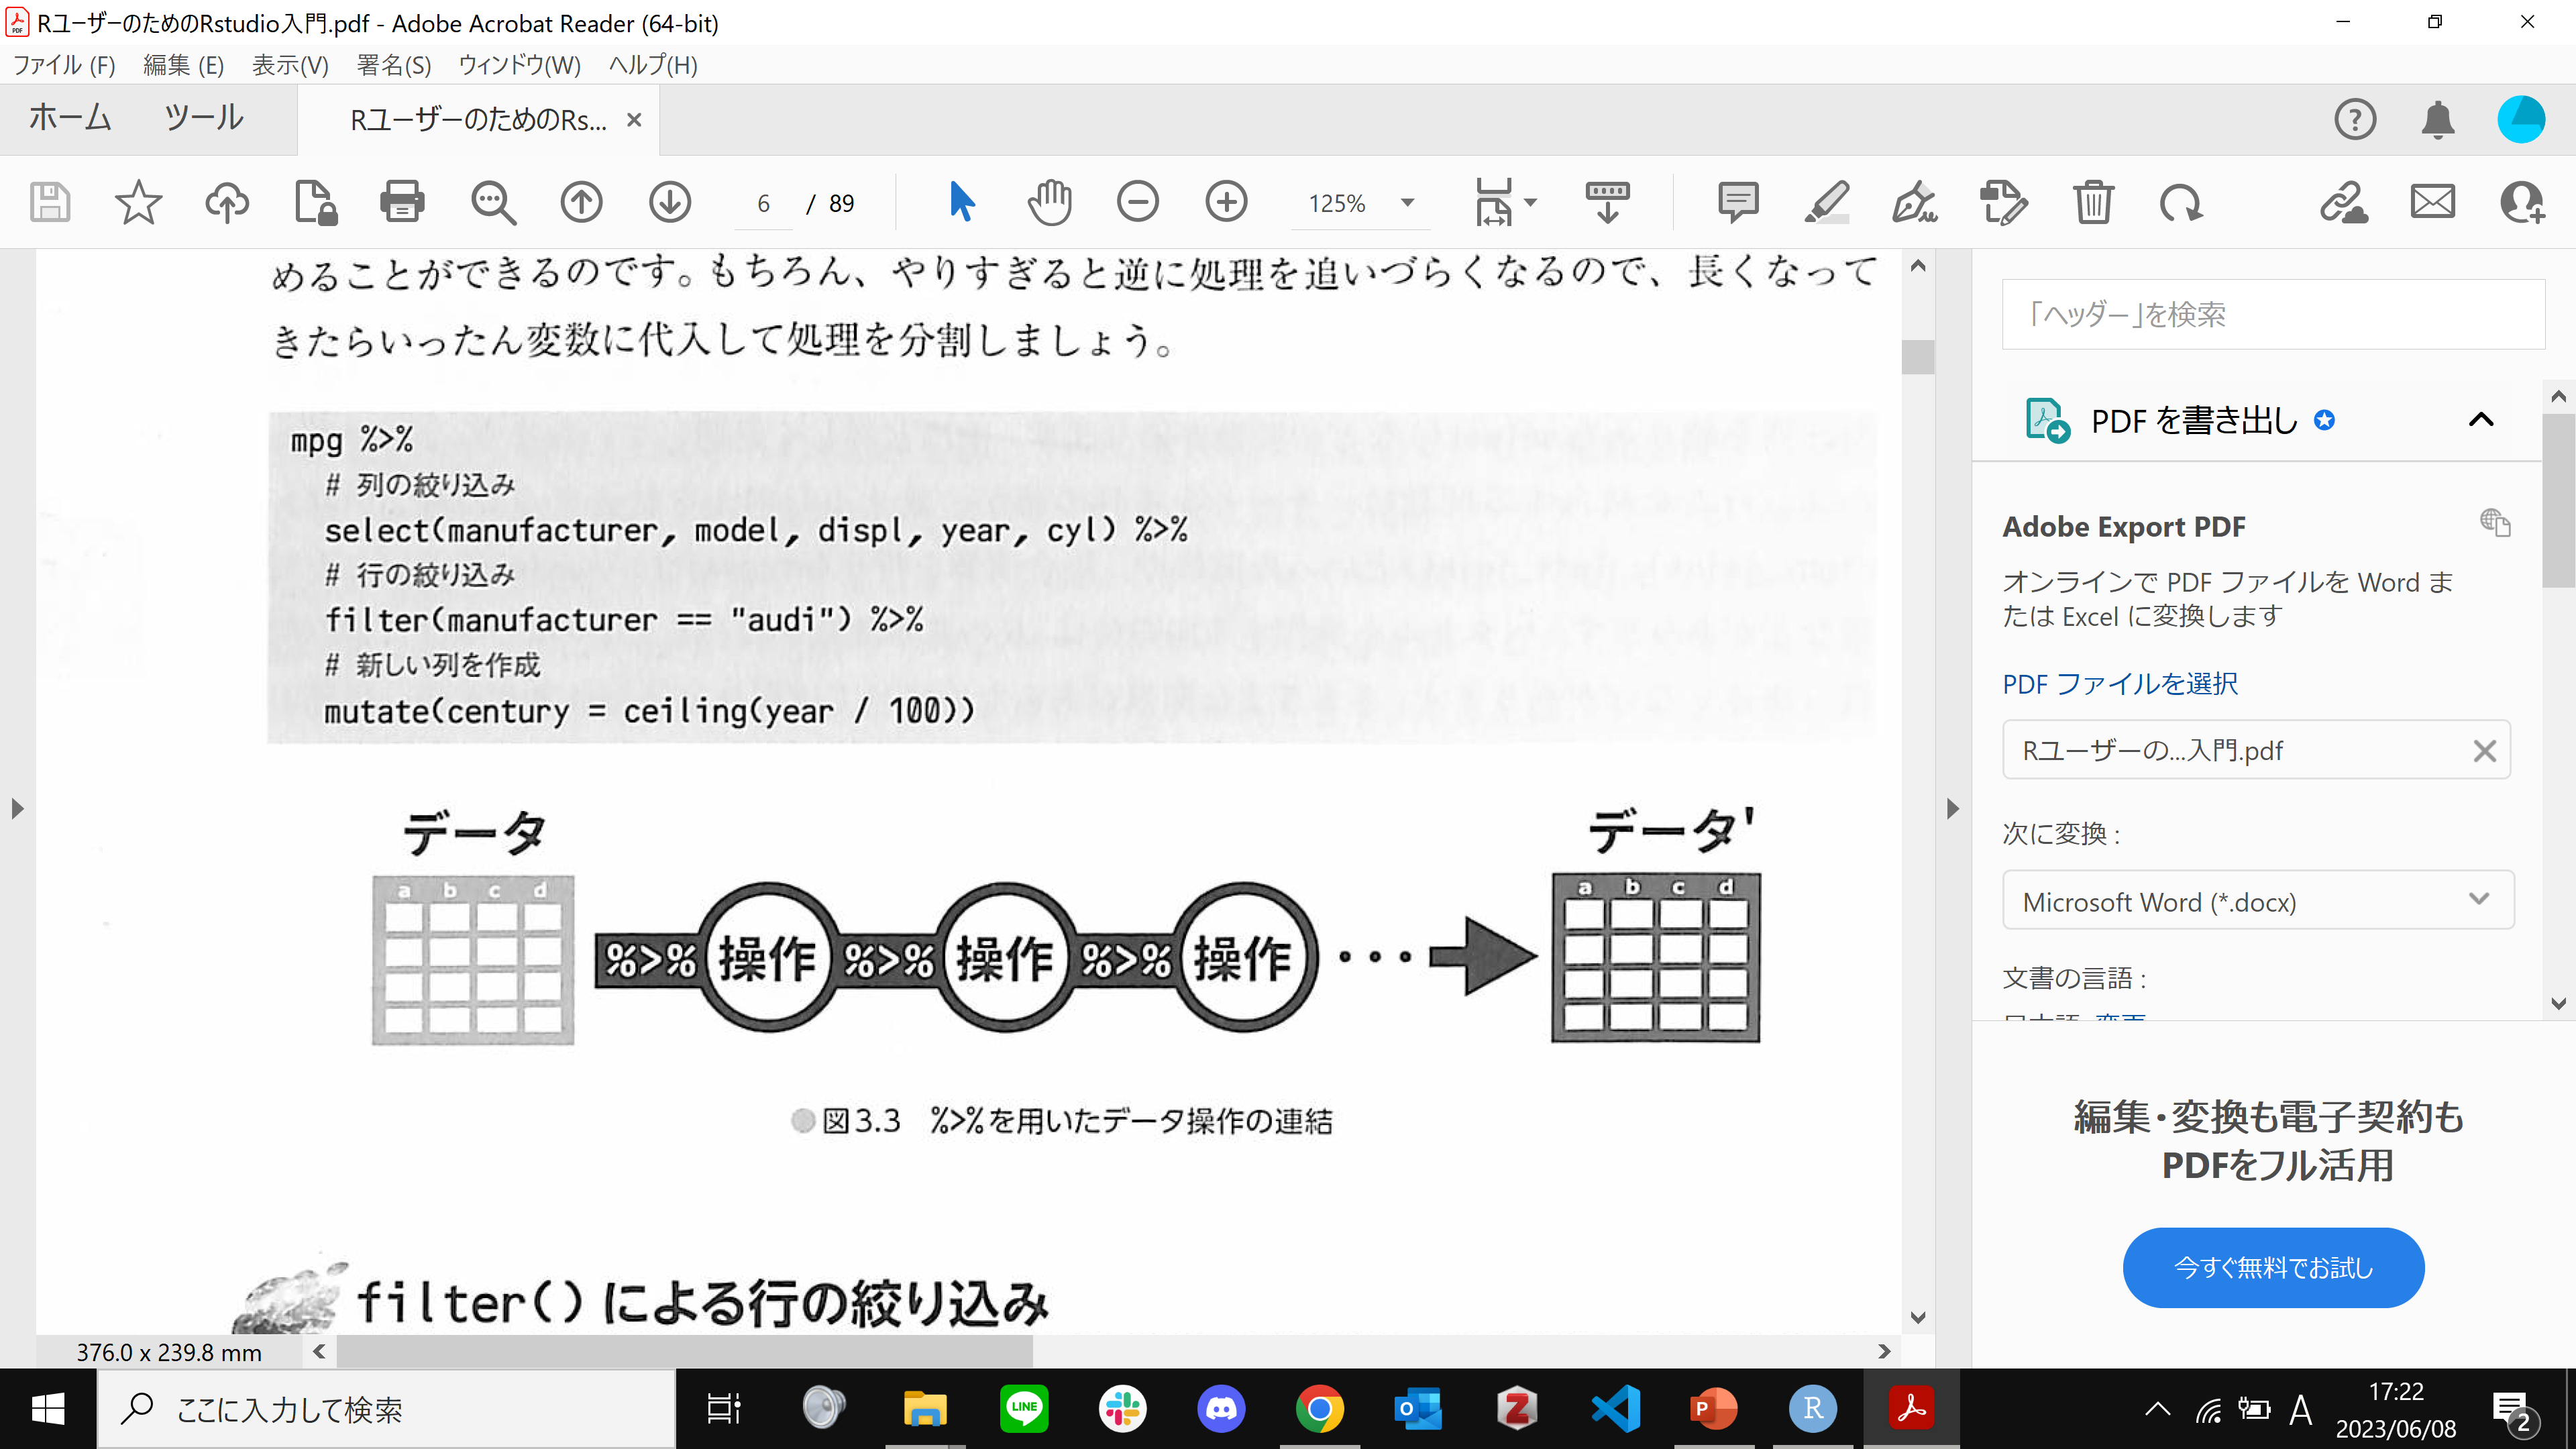 RユーザーのためのRstudio入門.pdf - Adobe Acrobat Reader (64-bit)
ファイル (F) 編集 (E) 表示(V) 署名(S) ウィンドウ(W) ヘルプ(H)
ホーム ツール RユーザーのためのRs...
6 / 89 125%
めることができるのです。もちろん、やりすぎると逆に処理を追いづらくなるので、長くなって
きたらいったん変数に代入して処理を分割しましょう。
mpg %>%
# 列の絞り込み
select(manufacturer, model, displ, year, cyl) %>%
# 行の絞り込み
filter(manufacturer == "audi") %>%
# 新しい列を作成
mutate(century = ceiling(year / 100))
データ データ'
a b c d a b c d
%>% 操作 %>% 操作 %>% 操作 ・・・
図3.3 %>%を用いたデータ操作の連結
filter()による行の絞り込み
376.0 x 239.8 mm
「ヘッダー」を検索
PDF を書き出し
Adobe Export PDF
オンラインで PDF ファイルを Word ま
たは Excel に変換します
PDF ファイルを選択
Rユーザーの...入門.pdf
次に変換 :
Microsoft Word (*.docx)
文書の言語 :
日本語 変更
編集・変換も電子契約も
PDFをフル活用
今すぐ無料でお試し
ここに入力して検索
LINE
A
17:22
2023/06/08
2